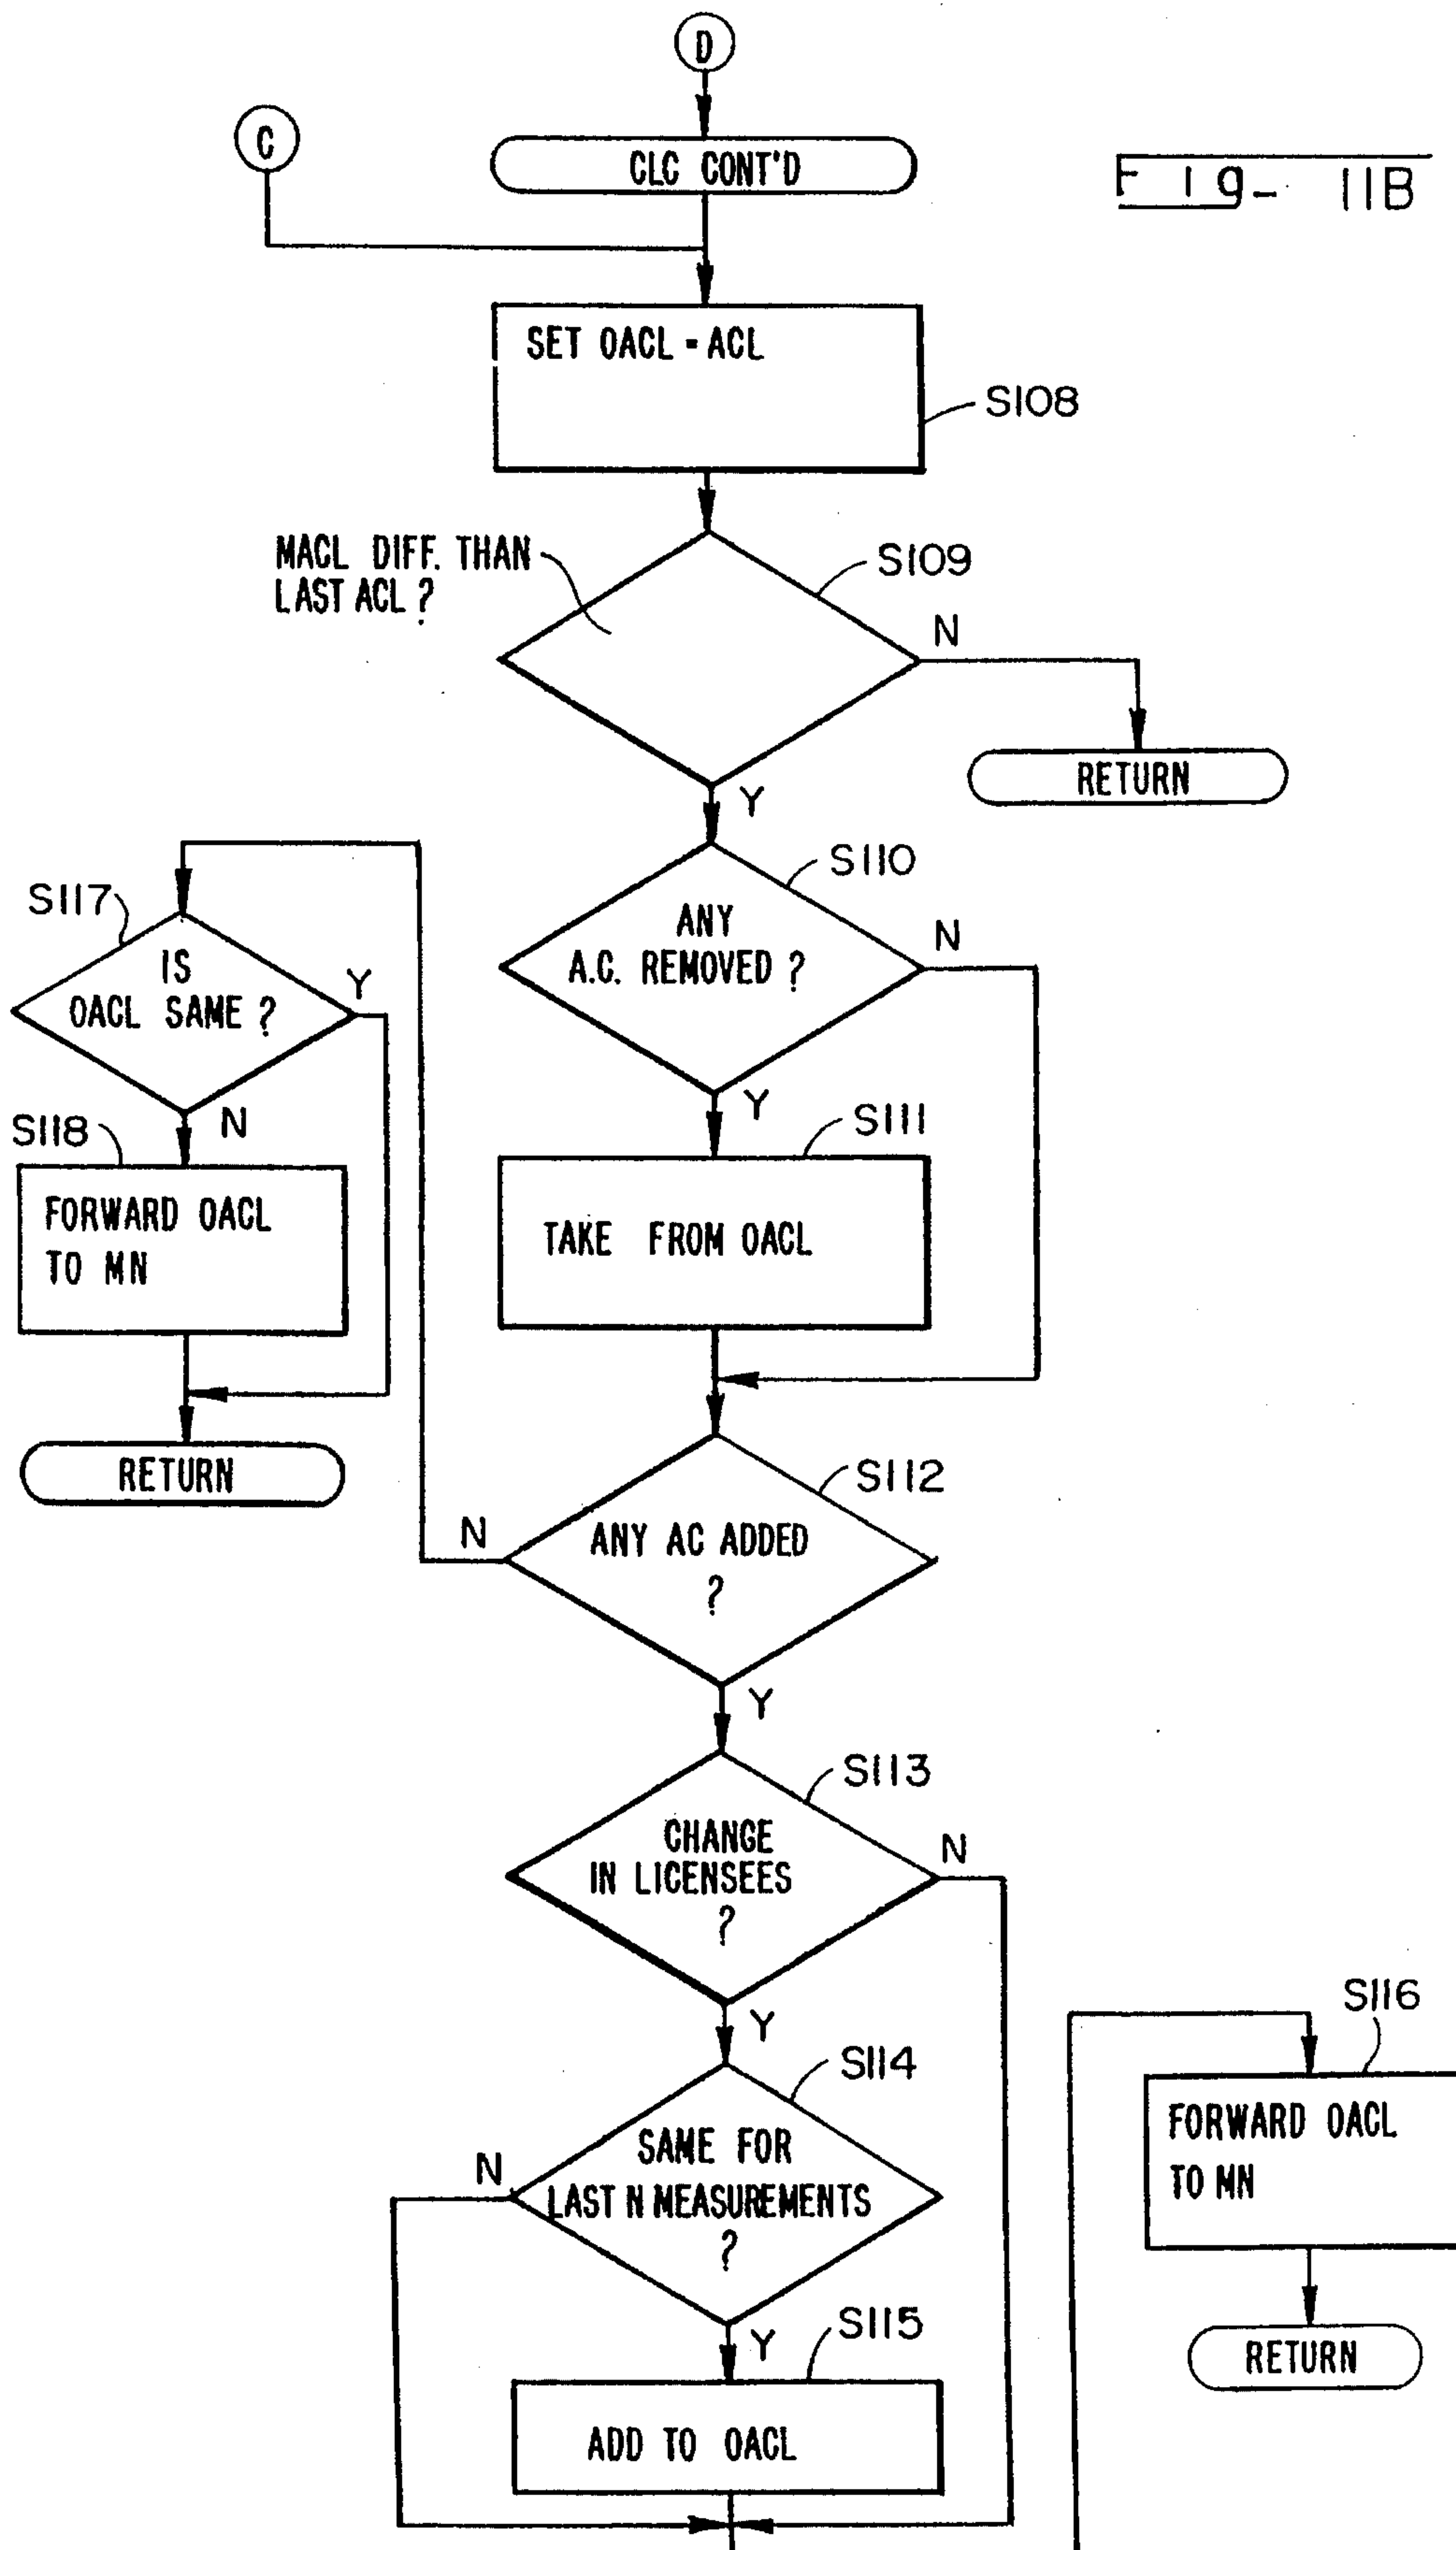 D
C
CLC CONT'D
Fig- 11B
SET OACL = ACL
S108
MACL DIFF. THAN
LAST ACL ?
S109
N
RETURN
Y
S110
ANY
A.C. REMOVED ?
N
S117
IS
OACL SAME ?
Y
N
Y
S111
S118
FORWARD OACL
TO MN
TAKE FROM OACL
RETURN
S112
ANY AC ADDED
?
N
Y
S113
CHANGE
IN LICENSEES
?
N
Y
S114
SAME FOR
LAST N MEASUREMENTS
?
N
S116
FORWARD OACL
TO MN
RETURN
Y
S115
ADD TO OACL